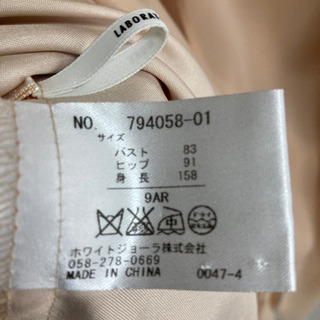 LABORAT
NO. 794058-01
サイズ
バスト 83
ヒップ 91
身長 158
9AR
ホワイトジョーラ株式会社
058-278-0669
MADE IN CHINA 0047-4